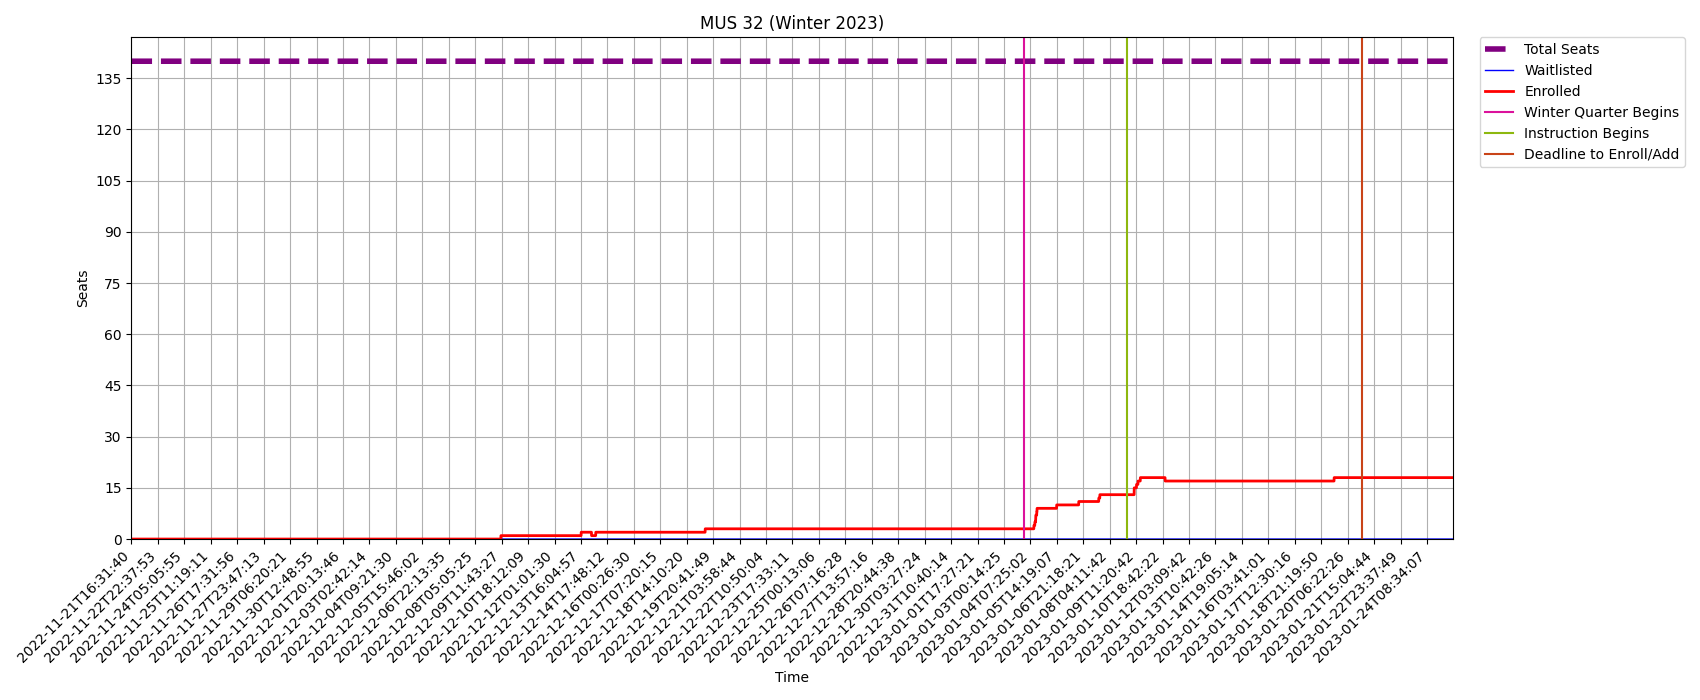 MUS 32 (Winter 2023)
Total Seats
Waitlisted
Enrolled
Winter Quarter Begins
Instruction Begins
Deadline to Enroll/Add
Seats
135
120
105
90
75
60
45
30
15
0
2022-11-21T16:31:40
2022-11-22T22:37:53
2022-11-24T05:05:55
2022-11-25T11:19:11
2022-11-26T17:31:56
2022-11-27T23:47:13
2022-11-29T06:20:21
2022-11-30T12:48:55
2022-12-01T20:13:46
2022-12-03T02:42:14
2022-12-04T09:21:30
2022-12-05T15:46:02
2022-12-06T22:13:35
2022-12-08T05:05:25
2022-12-09T11:43:27
2022-12-10T18:12:09
2022-12-12T01:01:30
2022-12-13T16:04:57
2022-12-14T17:48:12
2022-12-16T00:26:30
2022-12-17T07:20:15
2022-12-18T14:10:20
2022-12-19T20:41:49
2022-12-21T03:58:44
2022-12-22T10:50:04
2022-12-23T17:33:11
2022-12-25T00:13:06
2022-12-26T07:16:28
2022-12-27T13:57:16
2022-12-28T20:44:38
2022-12-30T03:27:24
2022-12-31T10:40:14
2023-01-01T17:27:21
2023-01-03T00:14:25
2023-01-04T07:25:02
2023-01-05T14:19:07
2023-01-06T21:18:21
2023-01-08T04:11:42
2023-01-09T11:20:42
2023-01-10T18:42:22
2023-01-12T03:09:42
2023-01-13T10:42:26
2023-01-14T19:05:14
2023-01-16T03:41:01
2023-01-17T12:30:16
2023-01-18T21:19:50
2023-01-20T06:22:26
2023-01-21T15:04:44
2023-01-22T23:37:49
2023-01-24T08:34:07
Time